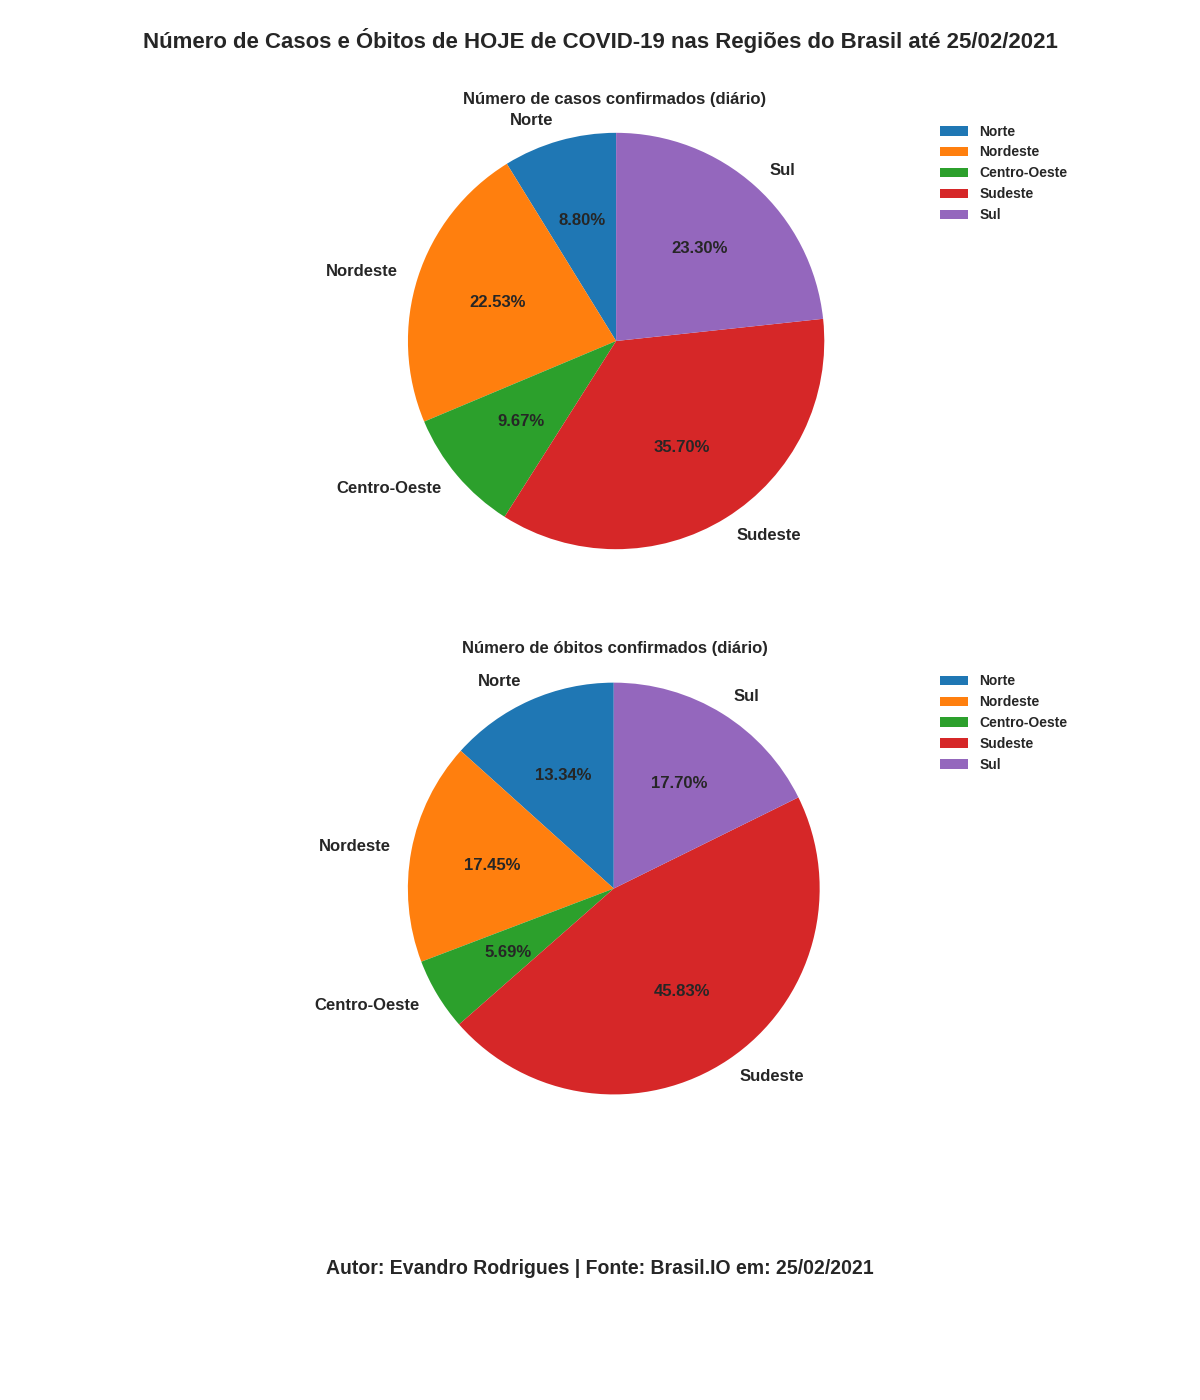 Número de Casos e Óbitos de HOJE de COVID-19 nas Regiões do Brasil até 25/02/2021
Número de casos confirmados (diário)
Norte
Sul
Nordeste
Centro-Oeste
Sudeste
8.80%
23.30%
22.53%
9.67%
35.70%
Norte
Nordeste
Centro-Oeste
Sudeste
Sul
Número de óbitos confirmados (diário)
Norte
Sul
Nordeste
Centro-Oeste
Sudeste
13.34%
17.70%
17.45%
5.69%
45.83%
Norte
Nordeste
Centro-Oeste
Sudeste
Sul
Autor: Evandro Rodrigues | Fonte: Brasil.IO em: 25/02/2021